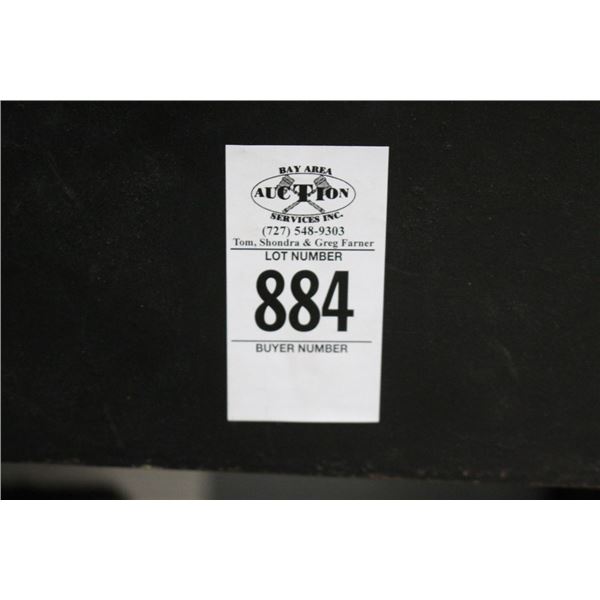 BAY AREA
AUCTION
SERVICES INC.
(727) 548-9303
Tom, Shondra & Greg Farner
LOT NUMBER
884
BUYER NUMBER